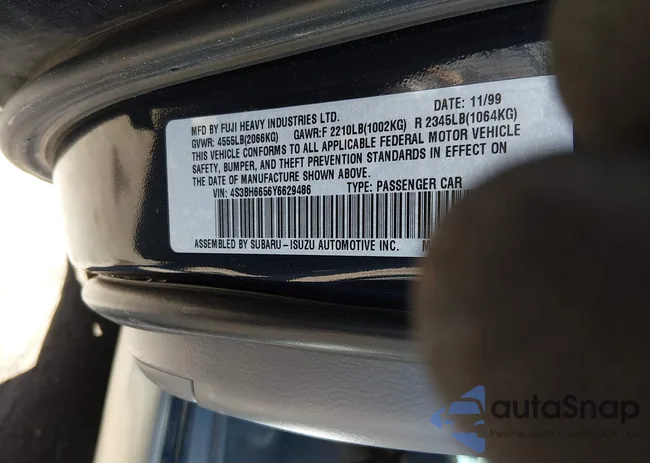 MFD BY FUJI HEAVY INDUSTRIES LTD. DATE: 11/99
GVWR: 4555LB(2066KG) GAWR:F 2210LB(1002KG) R 2345LB(1064KG)
THIS VEHICLE CONFORMS TO ALL APPLICABLE FEDERAL MOTOR VEHICLE
SAFETY, BUMPER, AND THEFT PREVENTION STANDARDS IN EFFECT ON
THE DATE OF MANUFACTURE SHOWN ABOVE.
VIN: 4S3BH6656Y6629486 TYPE: PASSENGER CAR
ASSEMBLED BY SUBARU-ISUZU AUTOMOTIVE INC.
autaSnap